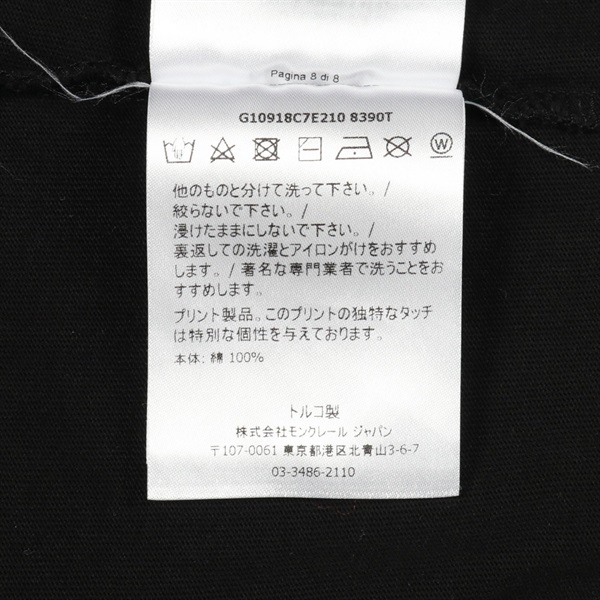 Pagina 8 di 8
G10918C7E210 8390T
W
他のものと分けて洗って下さい。/
絞らないで下さい。/
浸けたままにしないで下さい。/
裏返しての洗濯とアイロンがけをおすすめ
します。/ 著名な専門業者で洗うことをお
すすめします。
プリント製品。このプリントの独特なタッチ
は特別な個性を与えております。
本体: 綿 100%
トルコ製
株式会社モンクレール ジャパン
〒107-0061 東京都港区北青山3-6-7
03-3486-2110